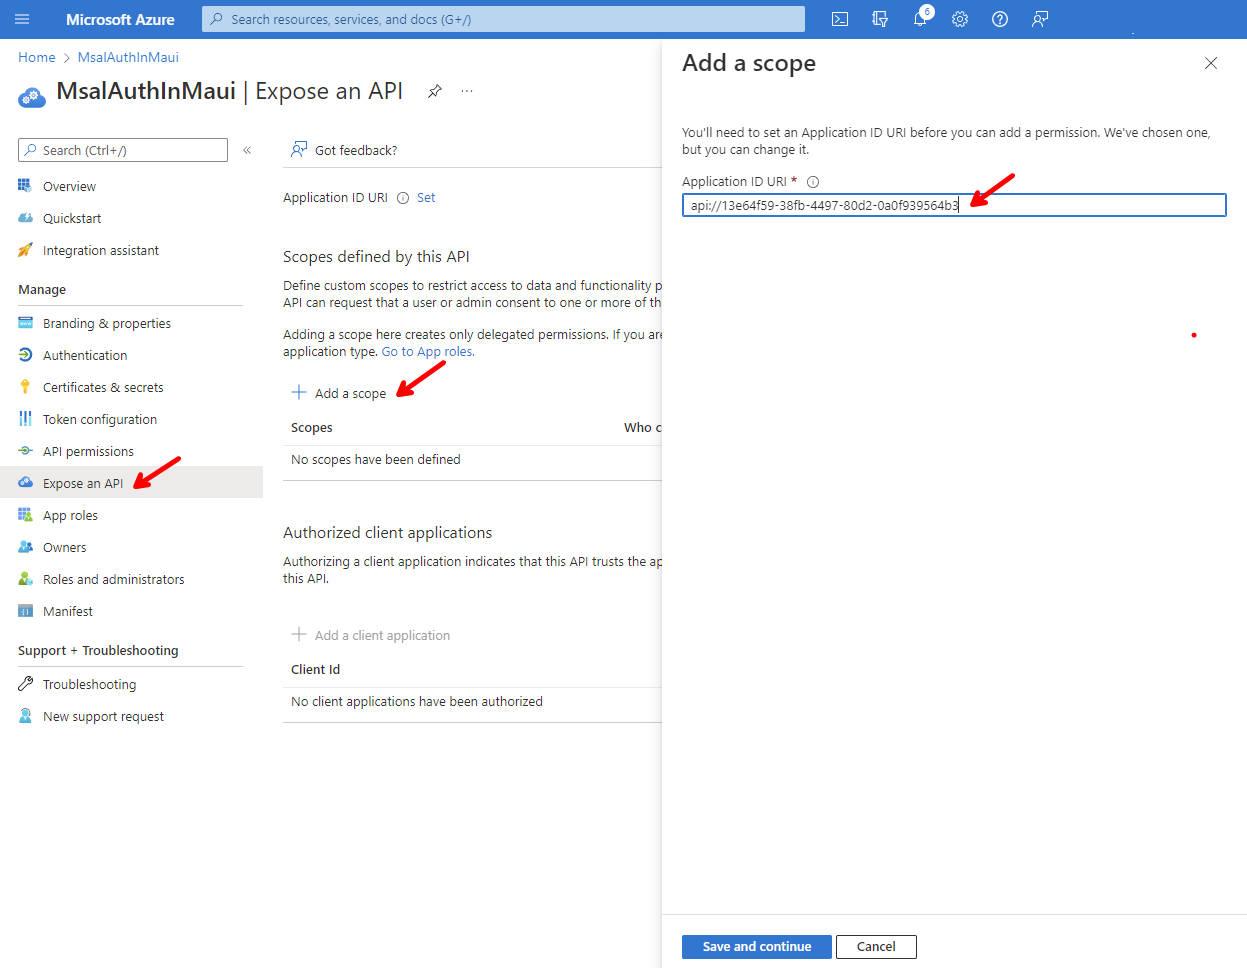 Microsoft Azure
Search resources, services, and docs (G+/)
6
Home > MsalAuthInMaui
MsalAuthInMaui | Expose an API
...
Search (Ctrl+/)
«
Overview
Quickstart
Integration assistant
Manage
Branding & properties
Authentication
Certificates & secrets
Token configuration
API permissions
Expose an API
App roles
Owners
Roles and administrators
Manifest
Support + Troubleshooting
Troubleshooting
New support request
Got feedback?
Application ID URI Set
Scopes defined by this API
Define custom scopes to restrict access to data and functionality p
API can request that a user or admin consent to one or more of th
Adding a scope here creates only delegated permissions. If you are
application type. Go to App roles.
Add a scope
Scopes Who c
No scopes have been defined
Authorized client applications
Authorizing a client application indicates that this API trusts the ap
this API.
Add a client application
Client Id
No client applications have been authorized
Add a scope
You'll need to set an Application ID URI before you can add a permission. We've chosen one,
but you can change it.
Application ID URI *
api://13e64f59-38fb-4497-80d2-0a0f939564b3
Save and continue Cancel